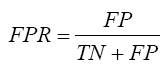 FPR = FP / (TN + FP)